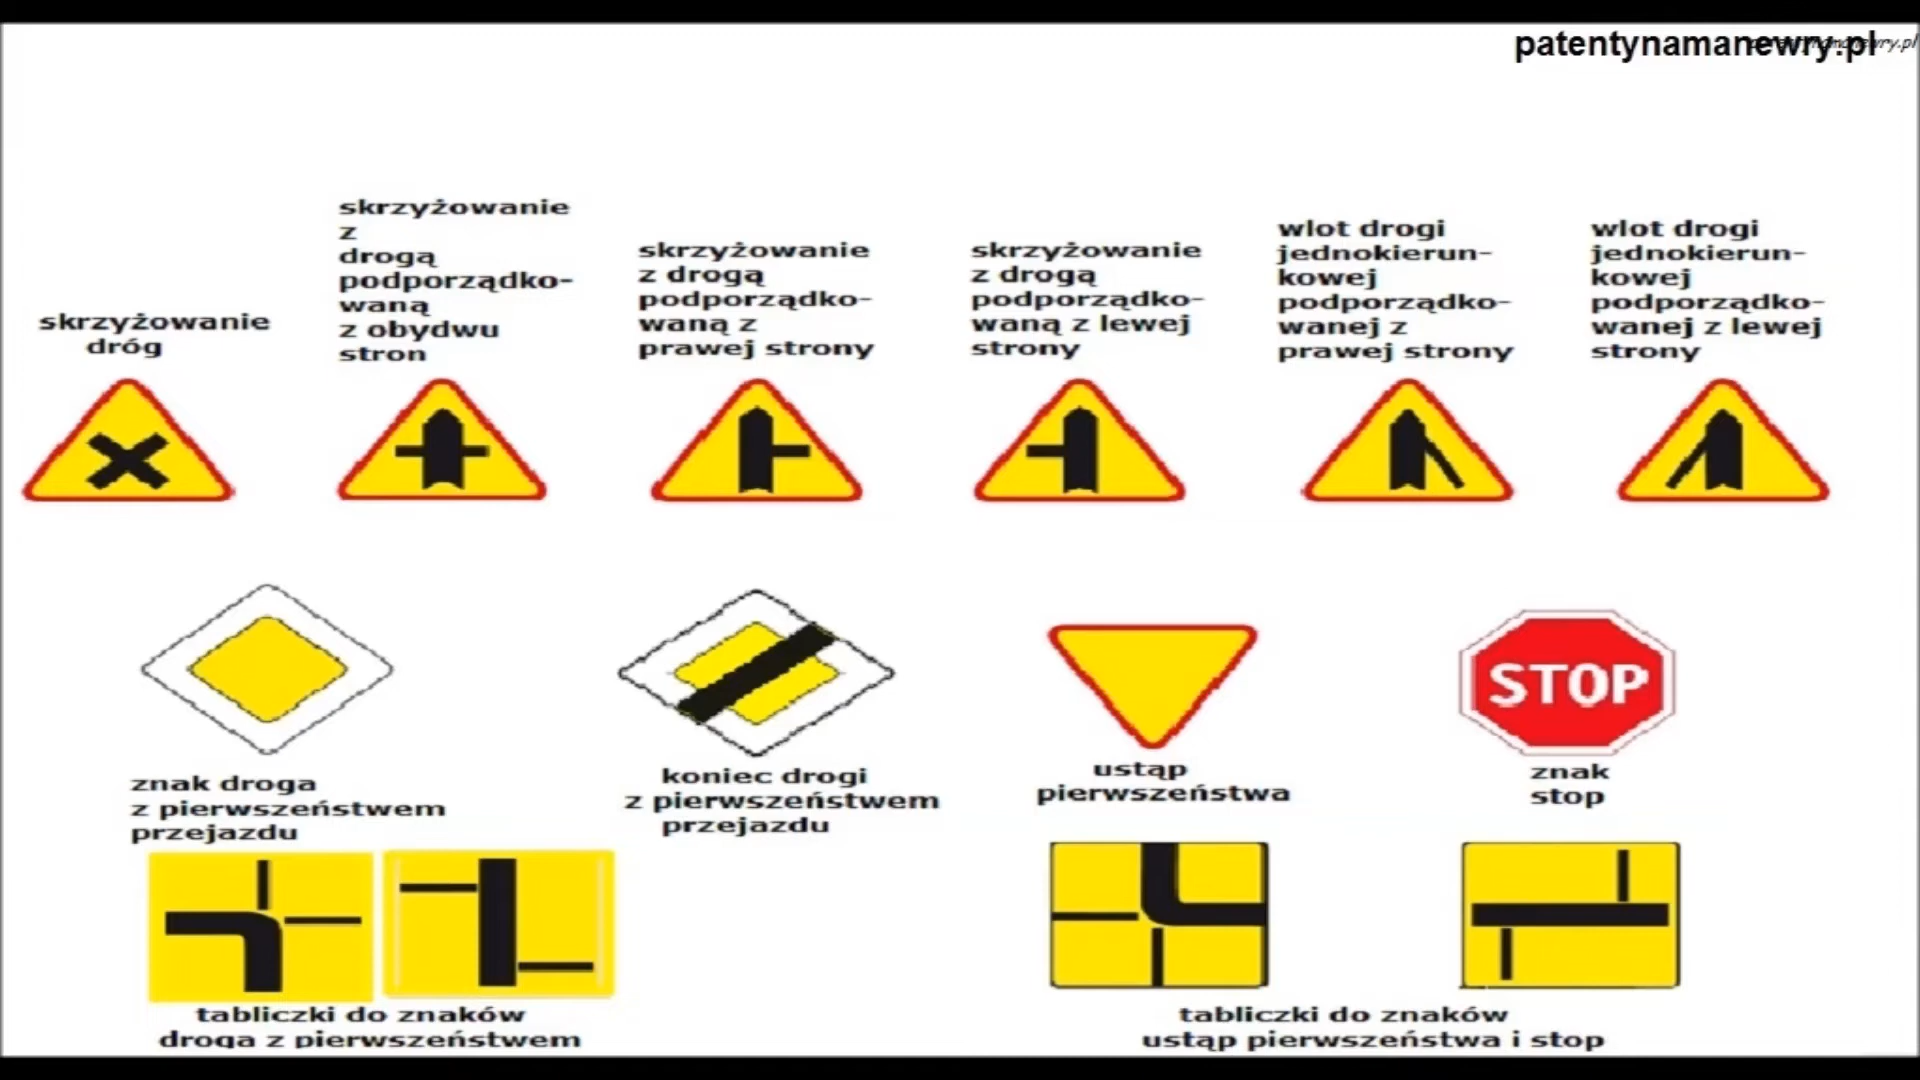 patentynamanewry.pl
skrzyżowanie
dróg
skrzyżowanie
z
drogą
podporządko-
waną
z obydwu
stron
skrzyżowanie
z drogą
podporządko-
waną z
prawej strony
skrzyżowanie
z drogą
podporządko-
waną z lewej
strony
wlot drogi
jednokierun-
kowej
podporządko-
wanej z
prawej strony
wlot drogi
jednokierun-
kowej
podporządko-
wanej z lewej
strony
STOP
znak droga
z pierwszeństwem
przejazdu
koniec drogi
z pierwszeństwem
przejazdu
ustąp
pierwszeństwa
znak
stop
tabliczki do znaków
droga z pierwszeństwem
tabliczki do znaków
ustąp pierwszeństwa i stop